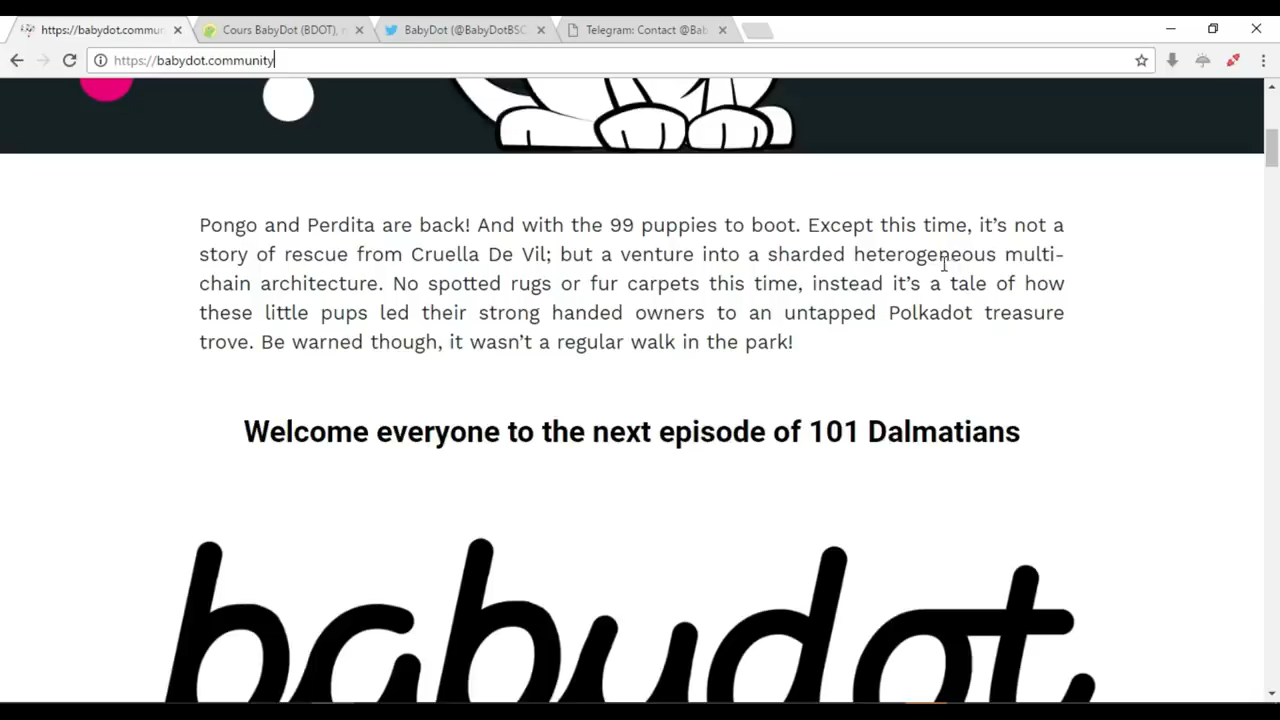 https://babydot.commun
Cours BabyDot (BDOT),
BabyDot (@BabyDotBSC
Telegram: Contact @Bab
https://babydot.community
Pongo and Perdita are back! And with the 99 puppies to boot. Except this time, it’s not a
story of rescue from Cruella De Vil; but a venture into a sharded heterogeneous multi-
chain architecture. No spotted rugs or fur carpets this time, instead it’s a tale of how
these little pups led their strong handed owners to an untapped Polkadot treasure
trove. Be warned though, it wasn’t a regular walk in the park!
Welcome everyone to the next episode of 101 Dalmatians
babydot